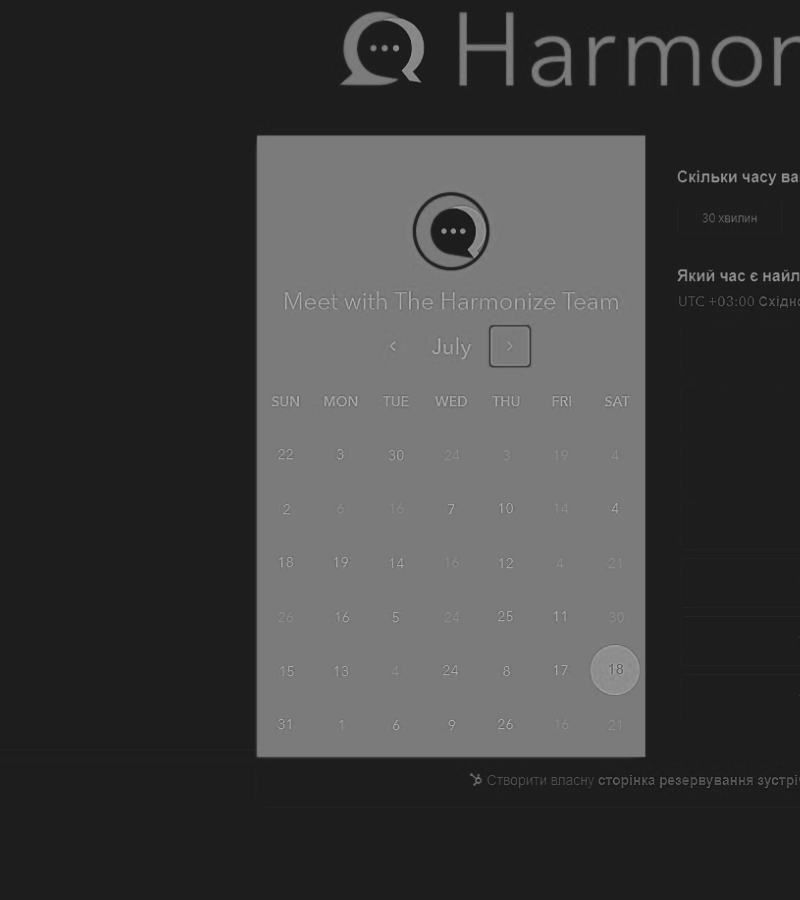 Harmon
Meet with The Harmonize Team
July
SUN MON TUE WED THU FRI SAT
22 3 30 24 3 19 4
2 6 16 7 10 14 4
18 19 14 16 12 4 21
26 16 5 24 25 11 30
15 13 4 24 8 17 18
31 1 6 9 26 16 21
Скільки часу ва
30 хвилин
Який час є найл
UTC +03:00 Східно
Створити власну сторінка резервування зустріч